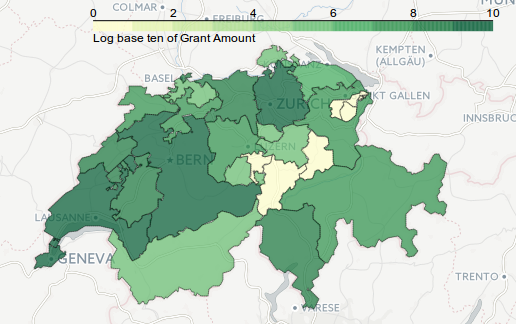 COLMAR
FREIBURG
MÜN
0 2 4 6 8 10
Log base ten of Grant Amount
KEMPTEN
(ALLGÄU)
BASEL
ZURICH
KT GALLEN
INNSBRUC
LUZERN
BERN
LAUSANNE
GENEVA
TRENTO
VARESE